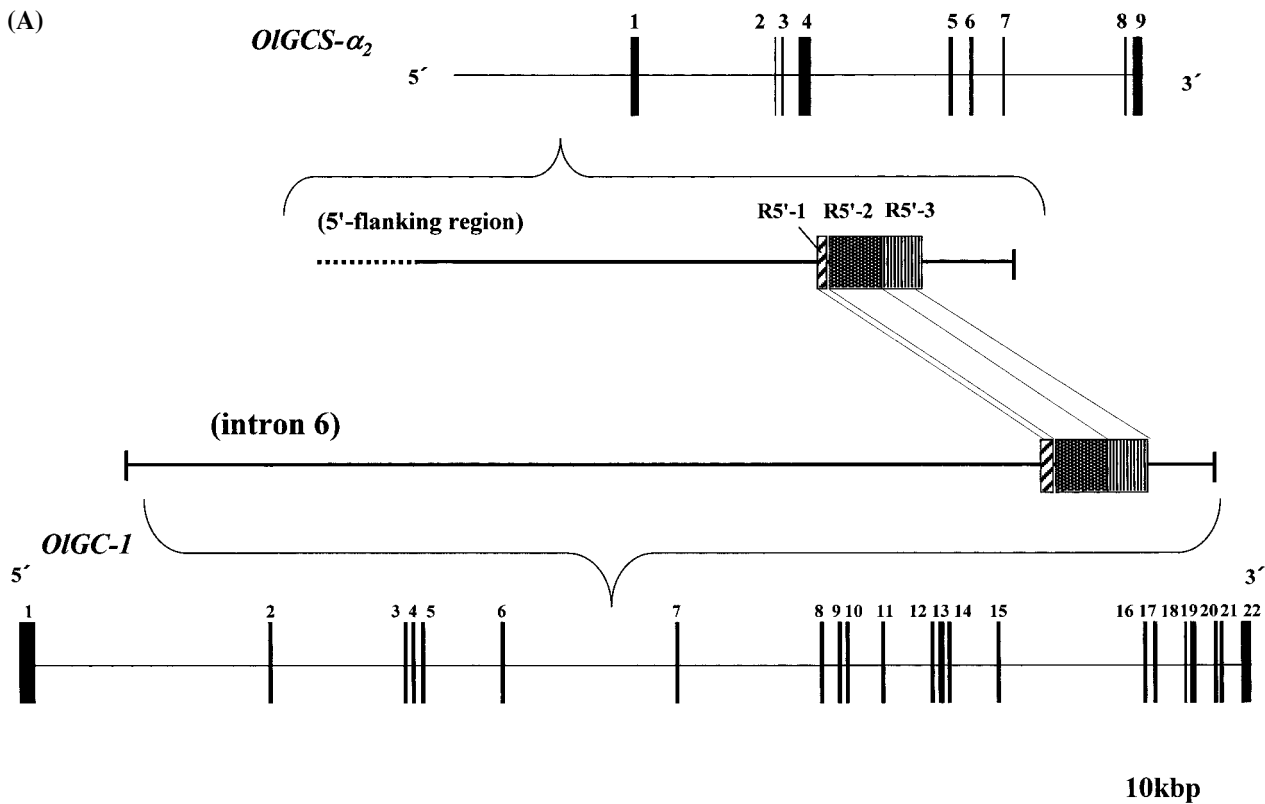 (A)
OlGCS-α2
1 2 3 4 5 6 7 8 9
5´ 3´
(5'-flanking region)
R5'-1 R5'-2 R5'-3
(intron 6)
OlGC-1
5´ 3´
1 2 3 4 5 6 7 8 9 10 11 12 13 14 15 16 17 18 19 20 21 22
10kbp